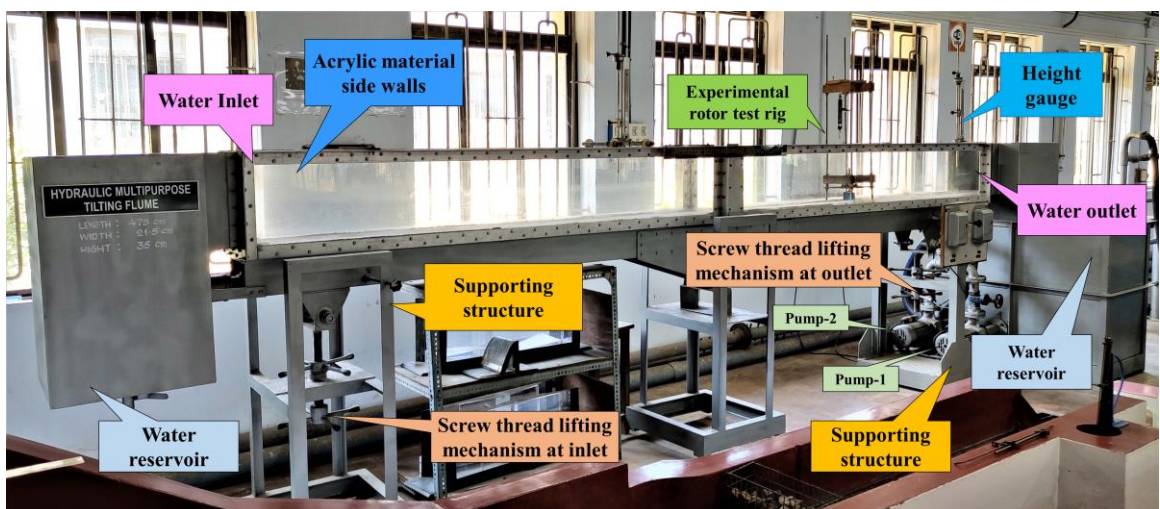 Acrylic material
side walls
Water Inlet
Experimental
rotor test rig
Height
gauge
HYDRAULIC MULTIPURPOSE
TILTING FLUME
LENGTH: 475 cm
WIDTH: 21.5 cm
HIGHT: 35 cm
Water outlet
Screw thread lifting
mechanism at outlet
Supporting
structure
Pump-2
Pump-1
Water
reservoir
Water
reservoir
Screw thread lifting
mechanism at inlet
Supporting
structure